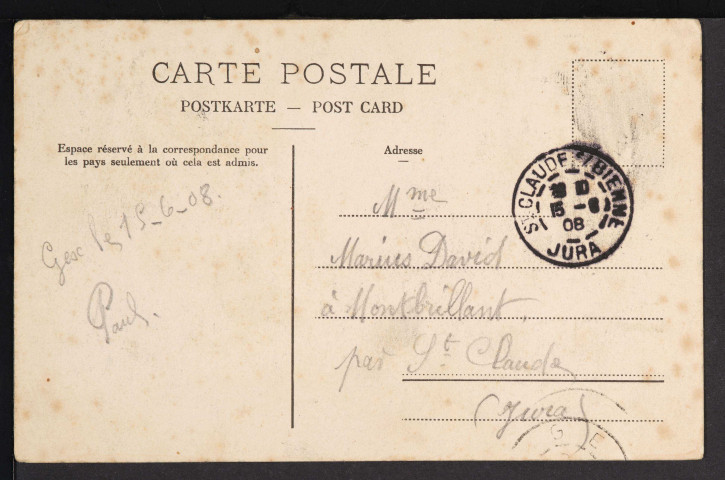 CARTE POSTALE
POSTKARTE — POST CARD
Espace réservé à la correspondance pour
les pays seulement où cela est admis.
Adresse
Gex le 15-6-08.
Paul.
Mme
Marius David
à Montbrillant,
par St Claude
(Jura)
ST CLAUDE S/BIENNE
15 -6
08
JURA
G E